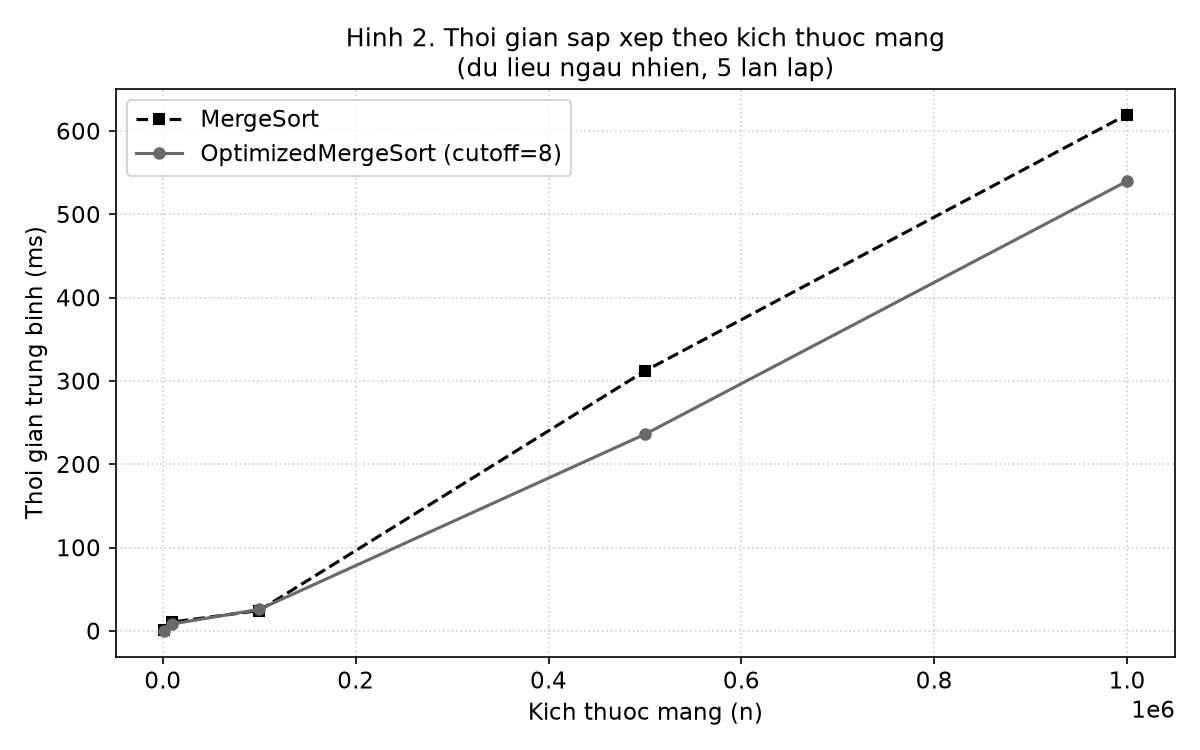 Hinh 2. Thoi gian sap xep theo kich thuoc mang
(du lieu ngau nhien, 5 lan lap)
MergeSort
OptimizedMergeSort (cutoff=8)
Thoi gian trung binh (ms)
600
500
400
300
200
100
0
0.0 0.2 0.4 0.6 0.8 1.0
1e6
Kich thuoc mang (n)